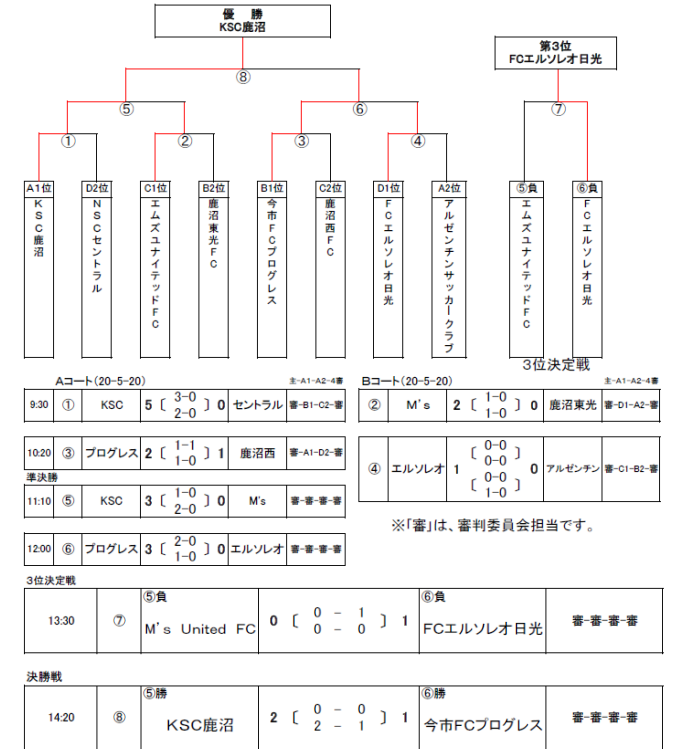 優　勝
KSC鹿沼
第3位
FCエルソレオ日光
⑧
⑤
⑥
⑦
①
②
③
④
A1位
D2位
C1位
B2位
B1位
C2位
D1位
A2位
⑤負
⑥負
KSC鹿沼
NSCセントラル
エムズユナイテッドFC
鹿沼東光FC
今市FCプログレス
鹿沼西FC
FCエルソレオ日光
アルゼンチンサッカークラブ
エムズユナイテッドFC
FCエルソレオ日光
3位決定戦
Aコート(20-5-20) 主-A1-A2-4審
Bコート(20-5-20) 主-A1-A2-4審
9:30 ① KSC 5 〔 3-0 2-0 〕 0 セントラル 審-B1-C2-審
② M's 2 〔 1-0 1-0 〕 0 鹿沼東光 審-D1-A2-審
10:20 ③ プログレス 2 〔 1-1 1-0 〕 1 鹿沼西 審-A1-D2-審
④ エルソレオ 1 〔 0-0 0-0 〕 〔 0-0 1-0 〕 0 アルゼンチン 審-C1-B2-審
準決勝
11:10 ⑤ KSC 3 〔 1-0 2-0 〕 0 M's 審-審-審-審
※「審」は、審判委員会担当です。
12:00 ⑥ プログレス 3 〔 2-0 1-0 〕 0 エルソレオ 審-審-審-審
3位決定戦
13:30 ⑦ ⑤負 M's United FC 0 〔 0 - 1 0 - 0 〕 1 ⑥負 FCエルソレオ日光 審-審-審-審
決勝戦
14:20 ⑧ ⑤勝 KSC鹿沼 2 〔 0 - 0 2 - 1 〕 1 ⑥勝 今市FCプログレス 審-審-審-審